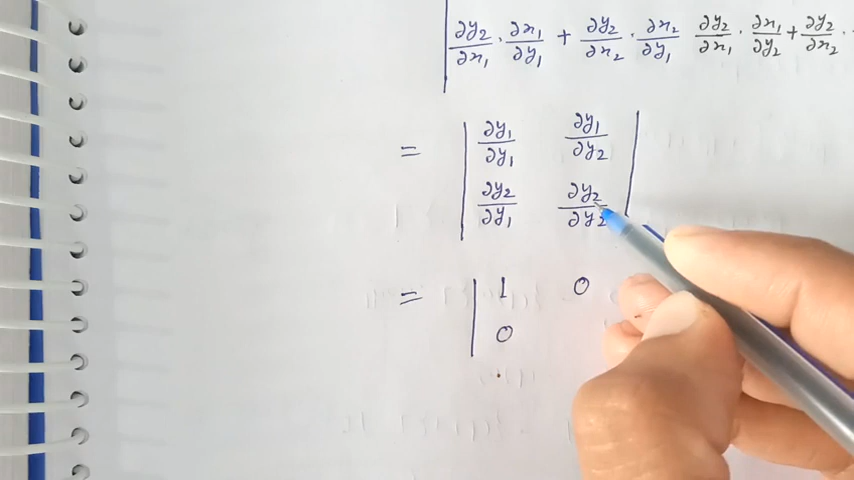 | ∂y₂/∂x₁ · ∂x₁/∂y₁ + ∂y₂/∂x₂ · ∂x₂/∂y₁   ∂y₂/∂x₁ · ∂x₁/∂y₂ + ∂y₂/∂x₂ ·
= | ∂y₁/∂y₁   ∂y₁/∂y₂ |
| ∂y₂/∂y₁   ∂y₂/∂y₂ |
= | 1   0
| 0